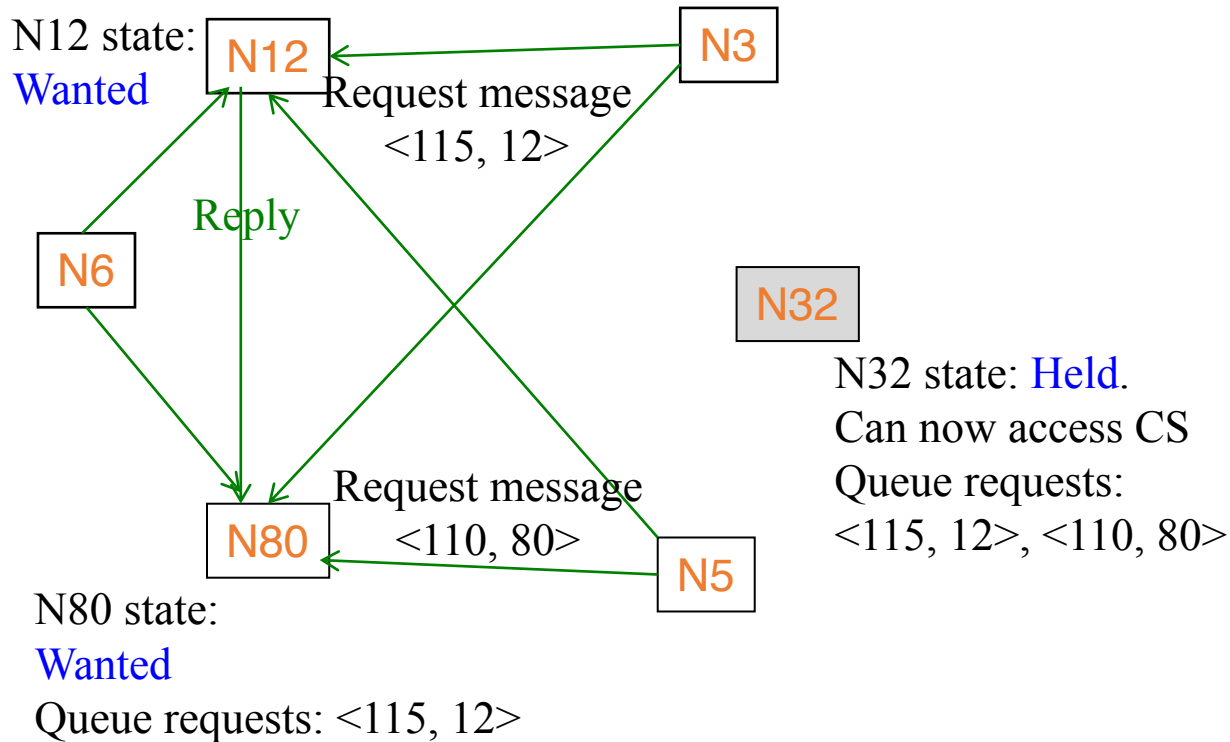 N12 state:
Wanted
N12
N3
Request message
<115, 12>
Reply
N6
N32
N32 state: Held.
Can now access CS
Queue requests:
<115, 12>, <110, 80>
Request message
<110, 80>
N80
N5
N80 state:
Wanted
Queue requests: <115, 12>